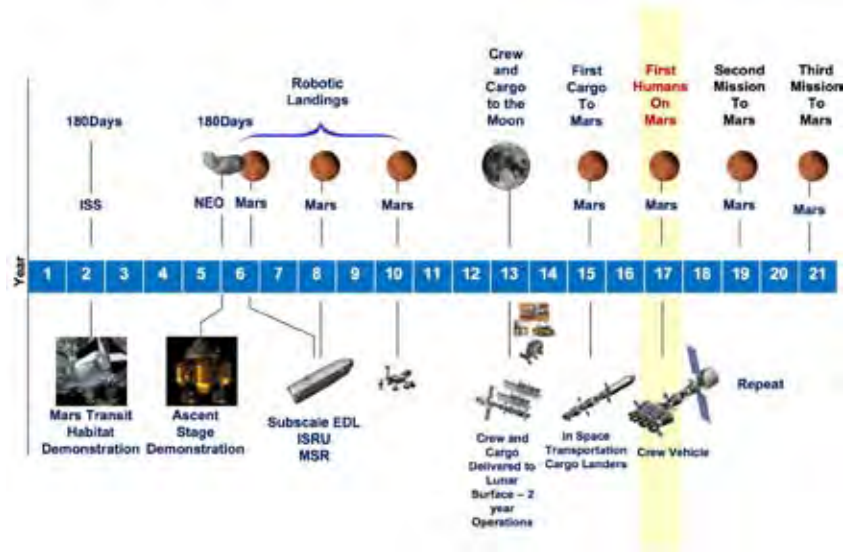 Robotic
Landings
Crew
and
Cargo
to the
Moon
First
Cargo
To
Mars
First
Humans
On
Mars
Second
Mission
To
Mars
Third
Mission
To
Mars
180Days
180Days
ISS
NEO
Mars
Mars
Mars
Mars
Mars
Mars
Mars
Year
1 2 3 4 5 6 7 8 9 10 11 12 13 14 15 16 17 18 19 20 21
Mars Transit
Habitat
Demonstration
Ascent
Stage
Demonstration
Subscale EDL
ISRU
MSR
Crew and
Cargo
Delivered to
Lunar
Surface – 2
year
Operations
In Space
Transportation
Cargo Landers
Crew Vehicle
Repeat